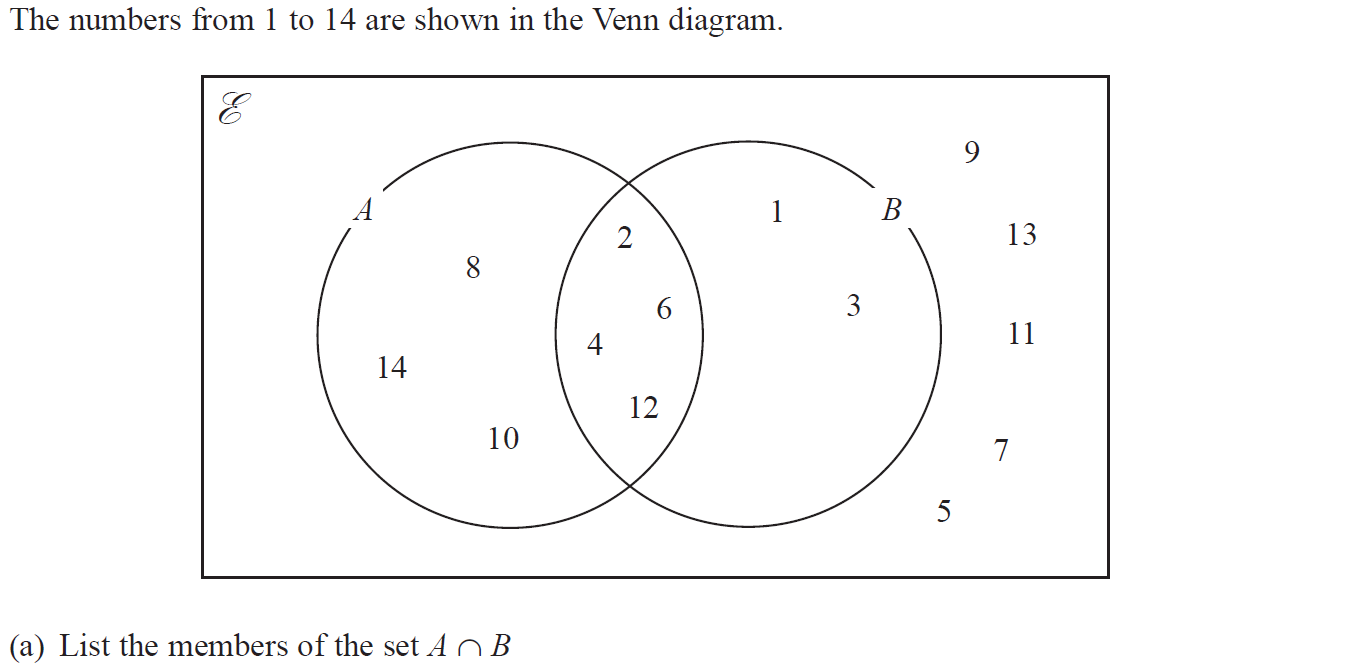 The numbers from 1 to 14 are shown in the Venn diagram.
ℰ
9
A
1
B
2
13
8
6
3
4
11
14
12
10
7
5
(a) List the members of the set A ∩ B